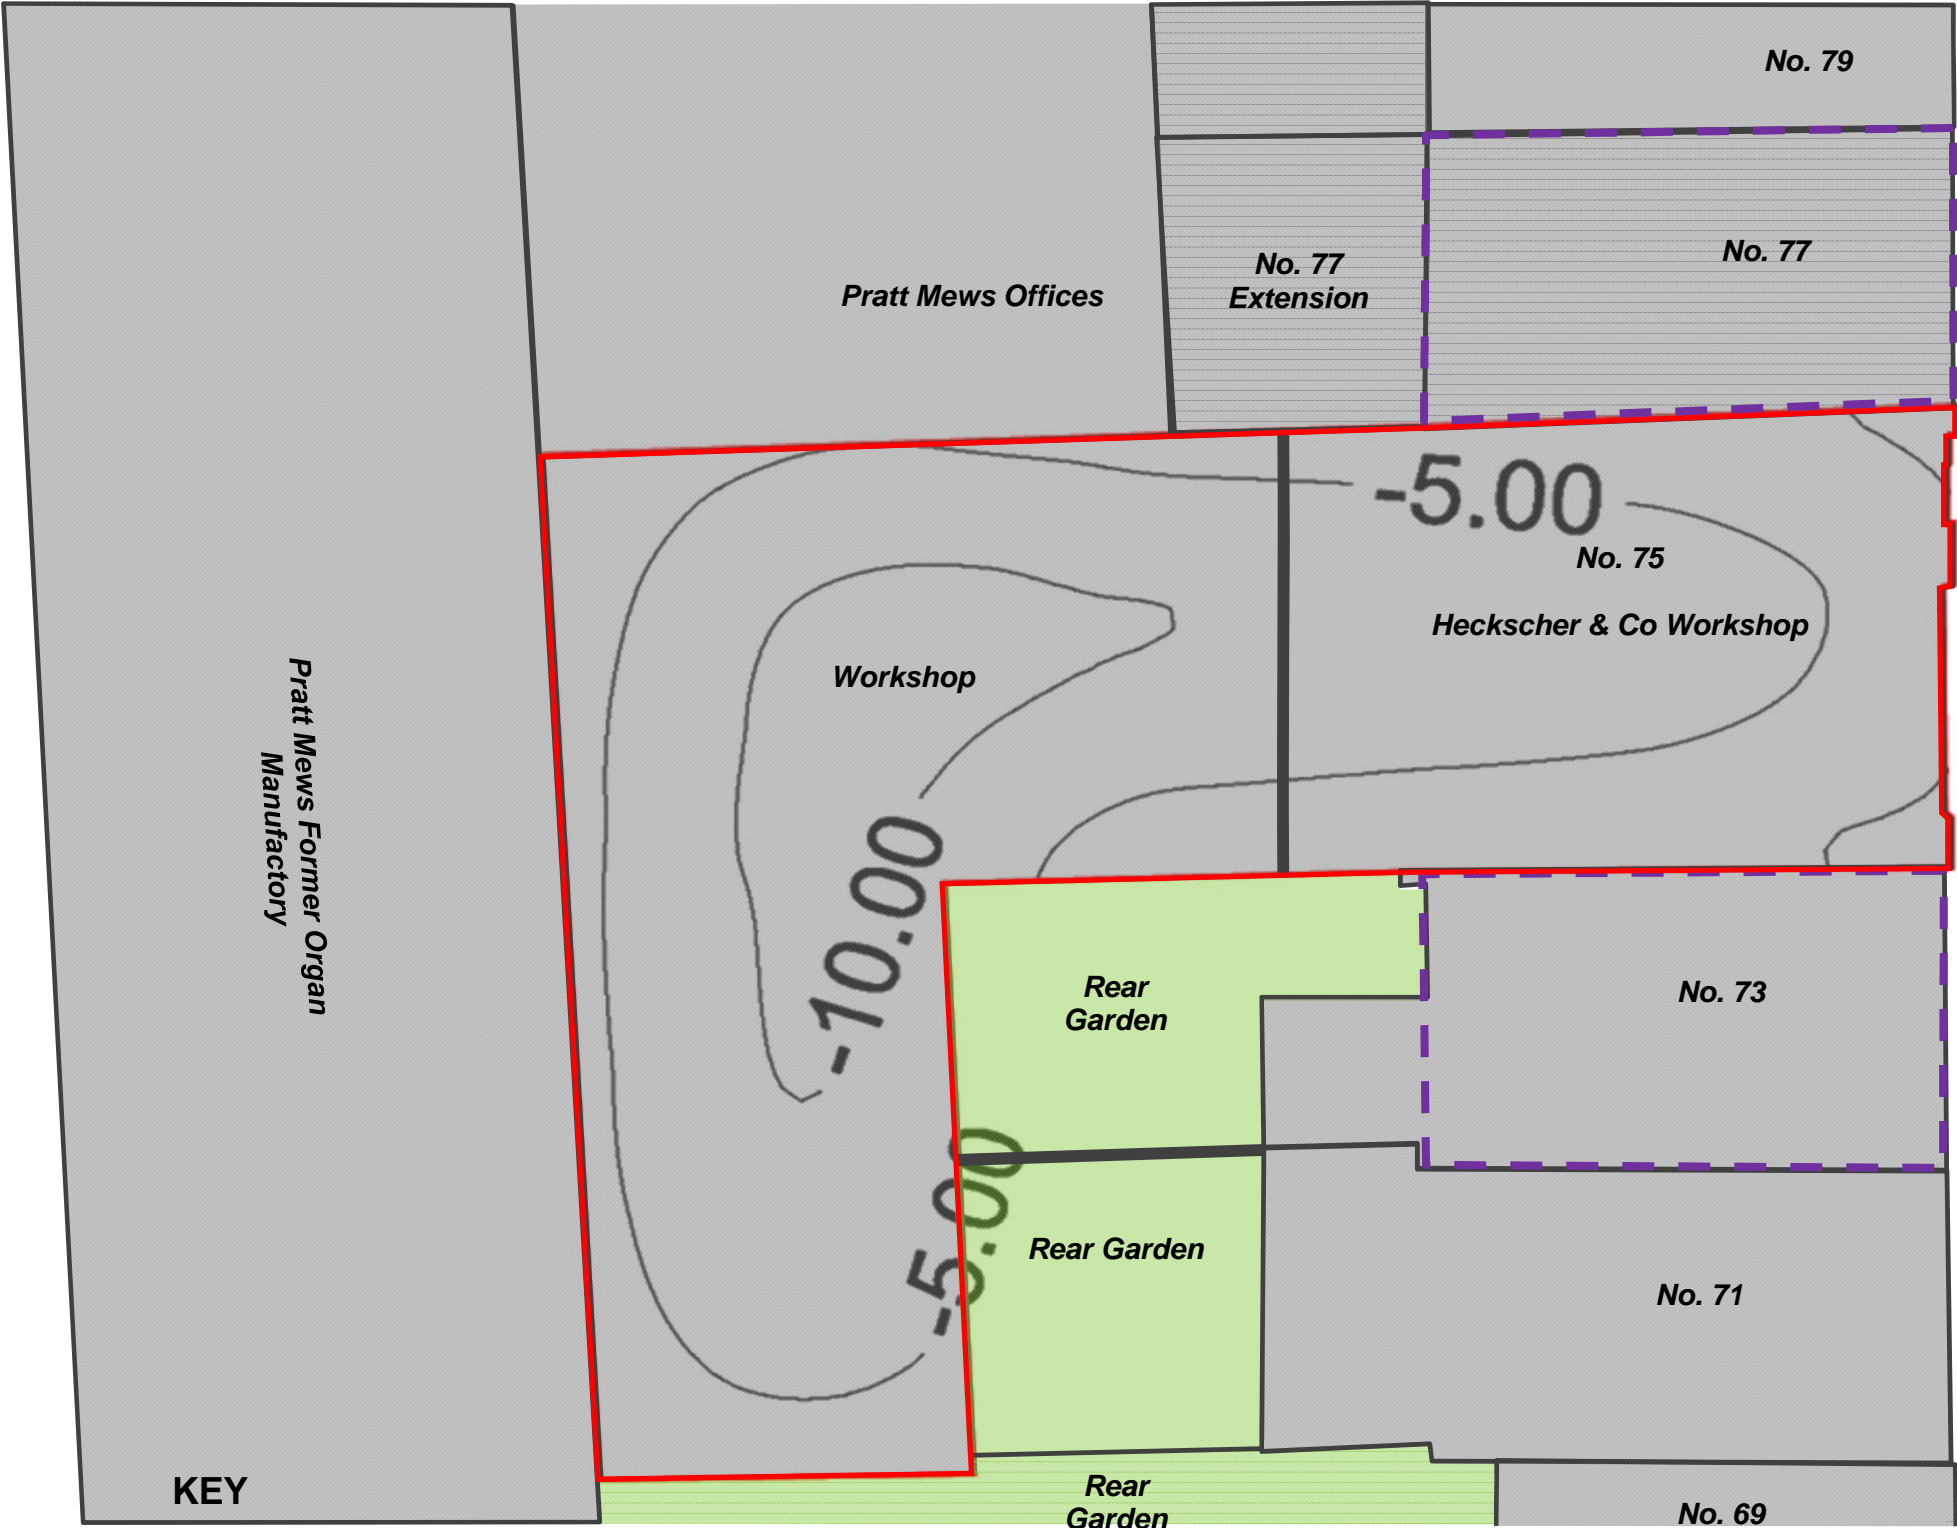 No. 79
No. 77
No. 77
Extension
Pratt Mews Offices
-5.00
No. 75
Heckscher & Co Workshop
Workshop
Pratt Mews Former Organ
Manufactory
-10.00
Rear
Garden
No. 73
-5.00
Rear Garden
No. 71
KEY
Rear
Garden
No. 69